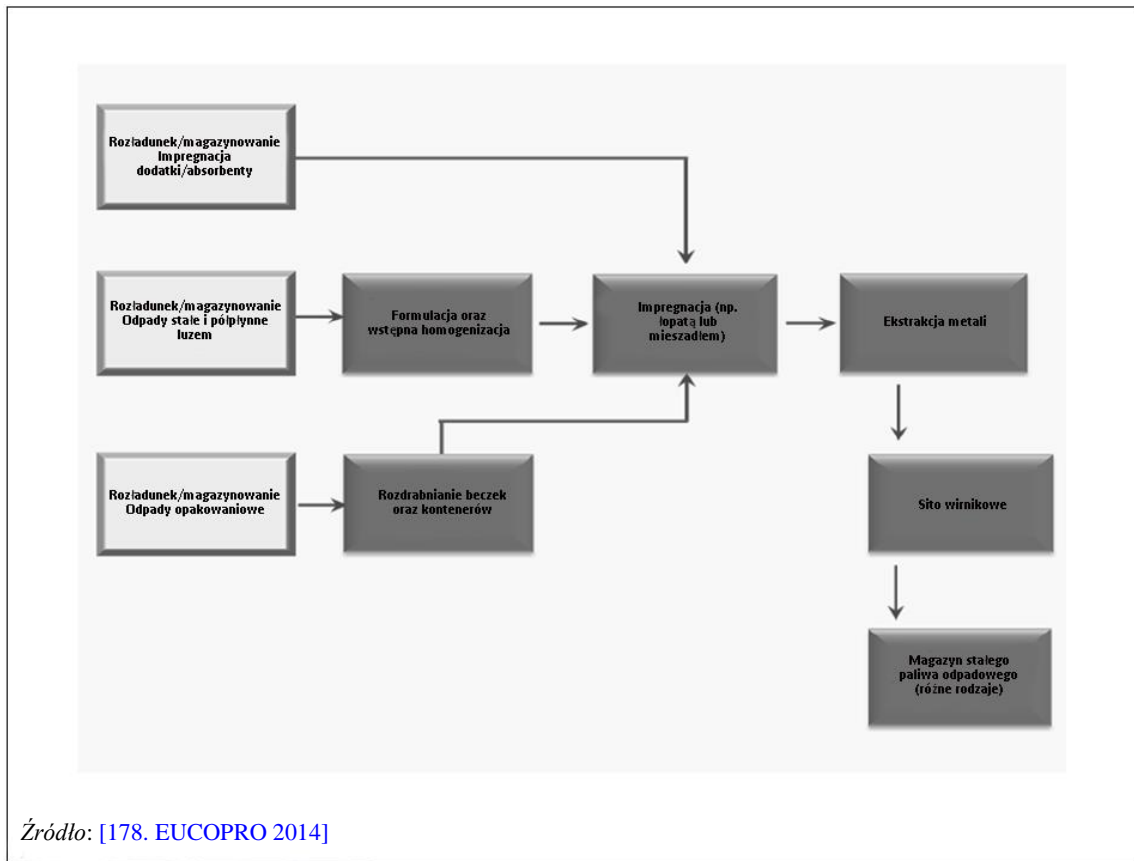 Rozładunek/magazynowanie
Impregnacja
dodatki/absorbenty
Rozładunek/magazynowanie
Odpady stałe i półpłynne
luzem
Formulacja oraz
wstępna homogenizacja
Impregnacja (np.
łopatą lub
mieszadłem)
Ekstrakcja metali
Rozładunek/magazynowanie
Odpady opakowaniowe
Rozdrabnianie beczek
oraz kontenerów
Sito wirnikowe
Magazyn stałego
paliwa odpadowego
(różne rodzaje)
Źródło: [178. EUCOPRO 2014]